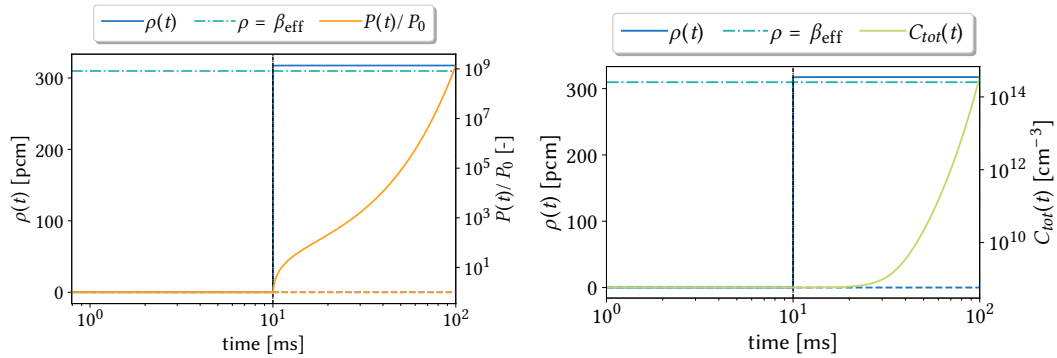 ρ(t) ρ = β_eff P(t)/P_0
300
200
100
0
ρ(t) [pcm]
10^9
10^7
10^5
10^3
10^1
P(t)/P_0 [-]
10^0 10^1 10^2
time [ms]
ρ(t) ρ = β_eff C_tot(t)
300
200
100
0
ρ(t) [pcm]
10^14
10^12
10^10
C_tot(t) [cm^−3]
10^0 10^1 10^2
time [ms]